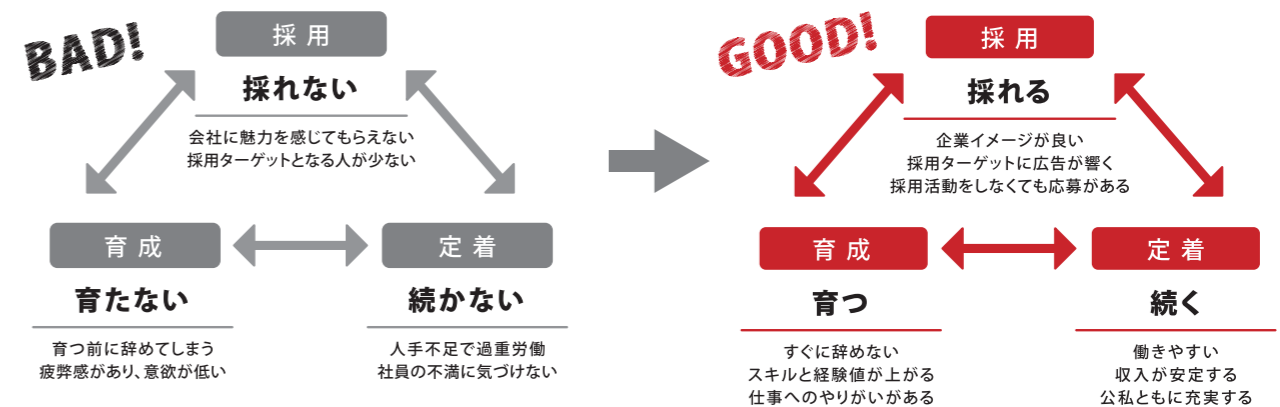 BAD!
採用
採れない
会社に魅力を感じてもらえない
採用ターゲットとなる人が少ない
育成
育たない
育つ前に辞めてしまう
疲弊感があり、意欲が低い
定着
続かない
人手不足で過重労働
社員の不満に気づけない
GOOD!
採用
採れる
企業イメージが良い
採用ターゲットに広告が響く
採用活動をしなくても応募がある
育成
育つ
すぐに辞めない
スキルと経験値が上がる
仕事へのやりがいがある
定着
続く
働きやすい
収入が安定する
公私ともに充実する